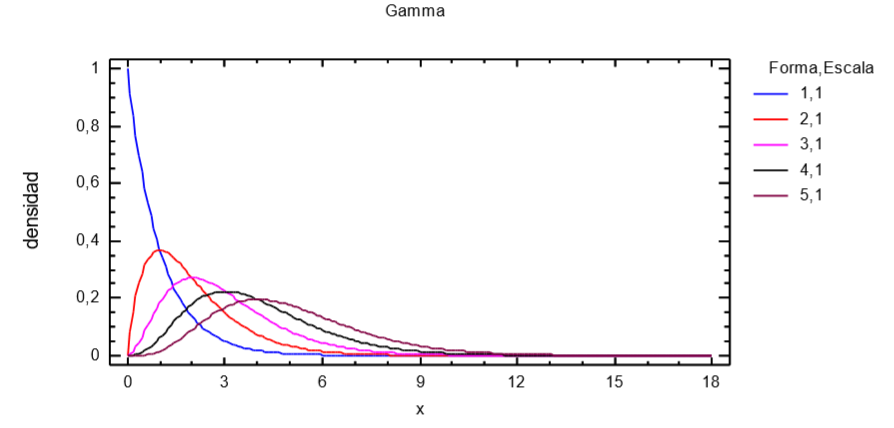 Gamma
Forma,Escala
1,1
2,1
3,1
4,1
5,1
densidad
1
0,8
0,6
0,4
0,2
0
0 3 6 9 12 15 18
x